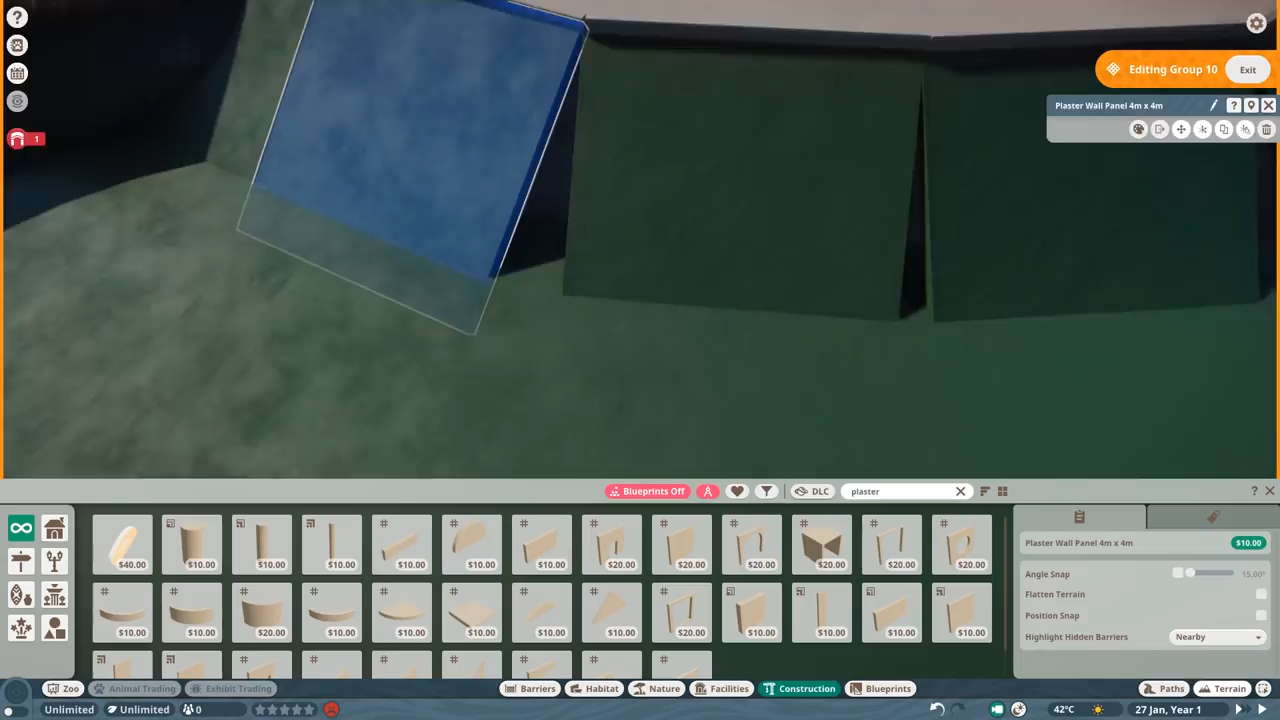 ?
Editing Group 10
Exit
Plaster Wall Panel 4m x 4m
?
1
Blueprints Off
DLC
plaster
?
$40.00
$10.00
$10.00
$10.00
$10.00
$10.00
$10.00
$20.00
$10.00
$20.00
$20.00
$20.00
$20.00
$10.00
$10.00
$20.00
$10.00
$10.00
$10.00
$10.00
$10.00
$20.00
$10.00
$10.00
$10.00
$10.00
Plaster Wall Panel 4m x 4m
$10.00
Angle Snap
15.00°
Flatten Terrain
Position Snap
Highlight Hidden Barriers
Nearby
Zoo
Animal Trading
Exhibit Trading
Barriers
Habitat
Nature
Facilities
Construction
Blueprints
Paths
Terrain
Unlimited
Unlimited
0
42°C
27 Jan, Year 1